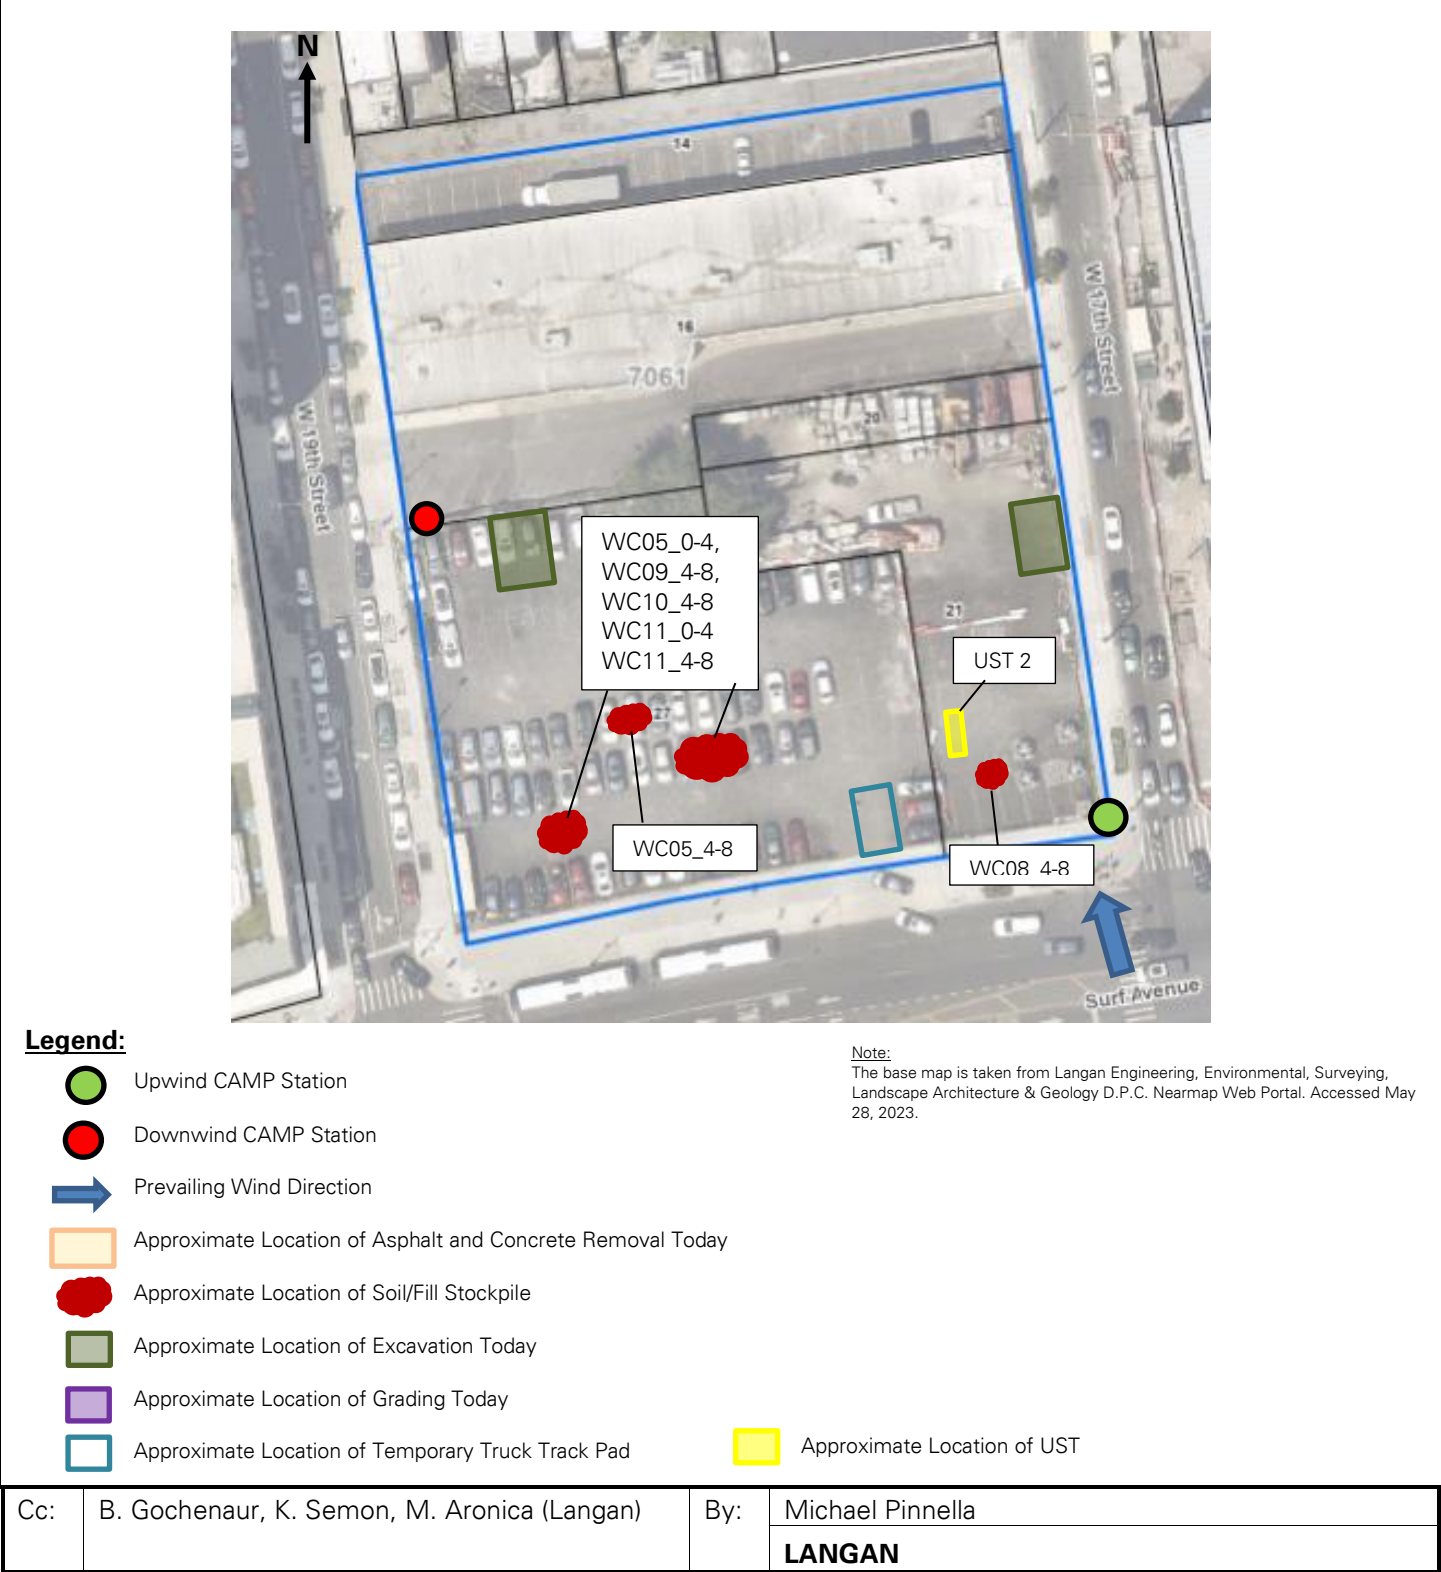 N
14
16
7061
W 17th Street
20
W 19th Street
WC05_0-4,
WC09_4-8,
WC10_4-8
WC11_0-4
WC11_4-8
21
UST 2
27
WC05_4-8
WC08_4-8
Surf Avenue
Legend:
Upwind CAMP Station
Downwind CAMP Station
Prevailing Wind Direction
Approximate Location of Asphalt and Concrete Removal Today
Approximate Location of Soil/Fill Stockpile
Approximate Location of Excavation Today
Approximate Location of Grading Today
Approximate Location of Temporary Truck Track Pad
Approximate Location of UST
Note:
The base map is taken from Langan Engineering, Environmental, Surveying,
Landscape Architecture & Geology D.P.C. Nearmap Web Portal. Accessed May
28, 2023.
Cc: B. Gochenaur, K. Semon, M. Aronica (Langan) By: Michael Pinnella
LANGAN